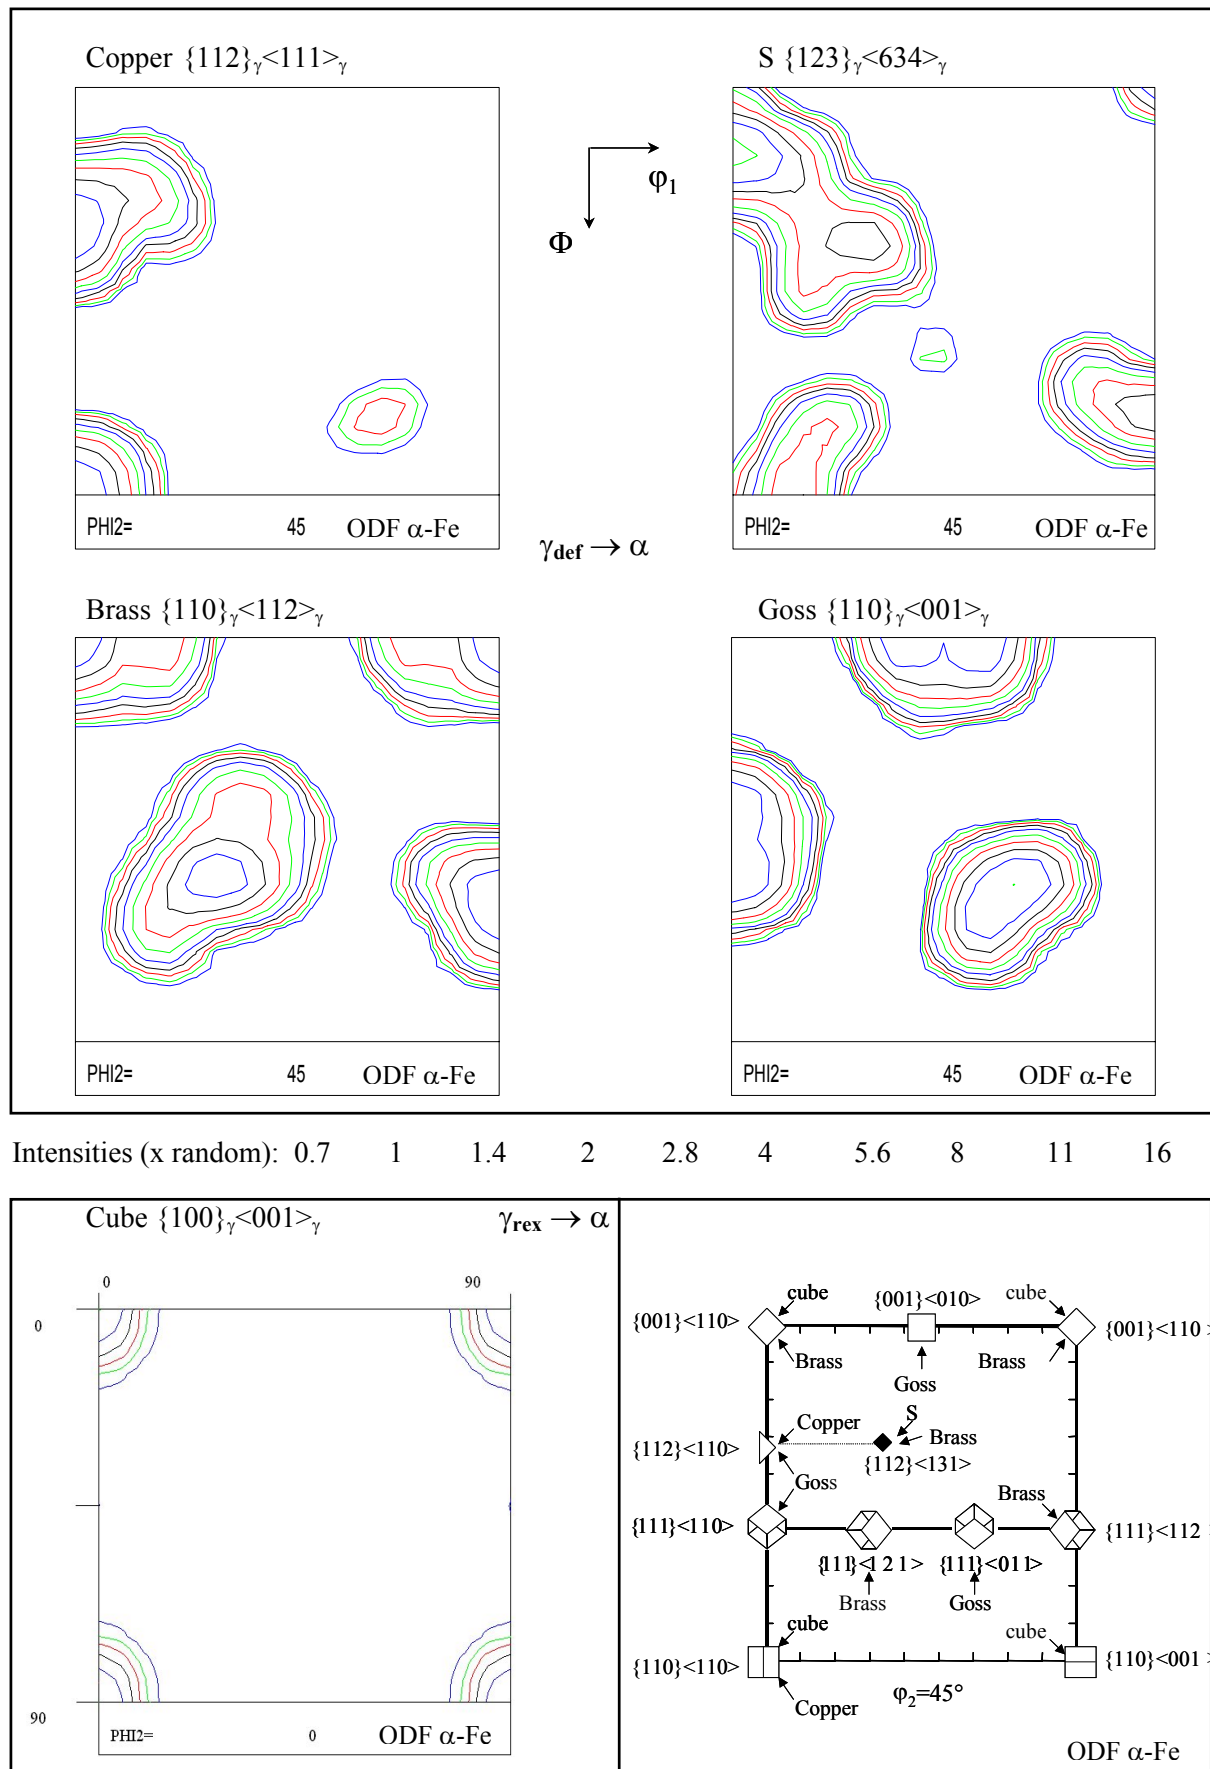 Copper {112}γ<111>γ
S {123}γ<634>γ
φ1
Φ
PHI2= 45 ODF α-Fe
PHI2= 45 ODF α-Fe
γdef → α
Brass {110}γ<112>γ
Goss {110}γ<001>γ
PHI2= 45 ODF α-Fe
PHI2= 45 ODF α-Fe
Intensities (x random): 0.7 1 1.4 2 2.8 4 5.6 8 11 16
Cube {100}γ<001>γ
γrex → α
0 90
0
90
PHI2= 0 ODF α-Fe
cube {001}<010> cube
{001}<110> {001}<110>
Brass Goss Brass
S
Copper
Brass
{112}<110>
{112}<131>
Goss
Brass
{111}<110> {111}<112
{111}<121> {111}<011>
Brass Goss
cube cube
{110}<110> {110}<001>
Copper
φ2=45°
ODF α-Fe